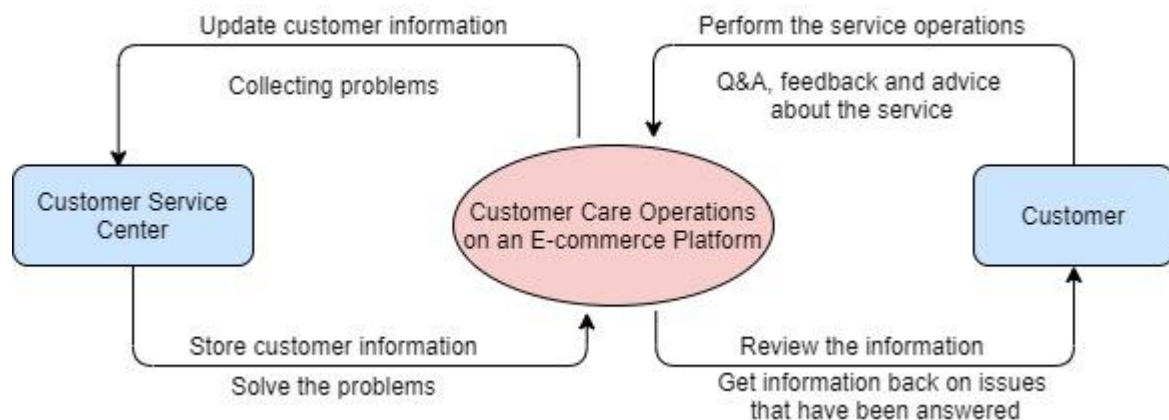 Update customer information
Collecting problems
Perform the service operations
Q&A, feedback and advice
about the service
Customer Service
Center
Customer Care Operations
on an E-commerce Platform
Customer
Store customer information
Solve the problems
Review the information
Get information back on issues
that have been answered